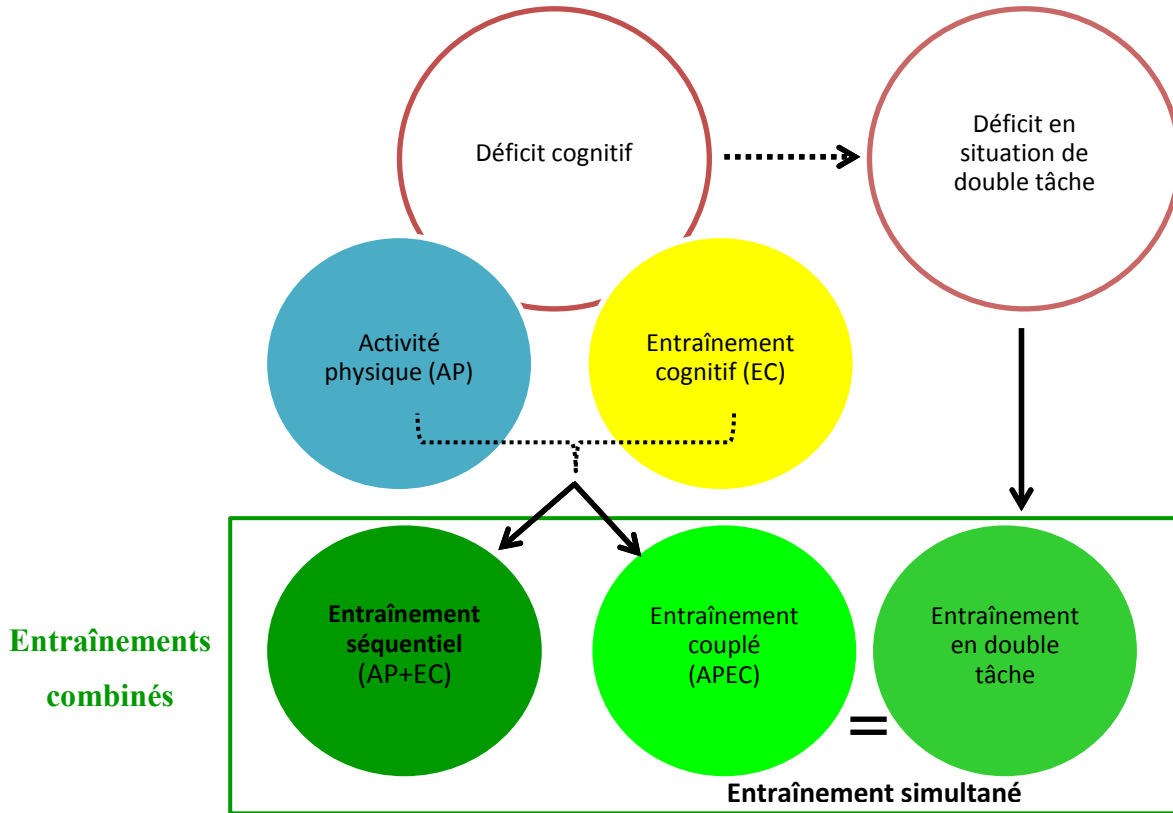 Déficit cognitif
Déficit en
situation de
double tâche
Activité
physique (AP)
Entraînement
cognitif (EC)
Entraînements
combinés
Entraînement
séquentiel
(AP+EC)
Entraînement
couplé
(APEC)
=
Entraînement
en double
tâche
Entraînement simultané